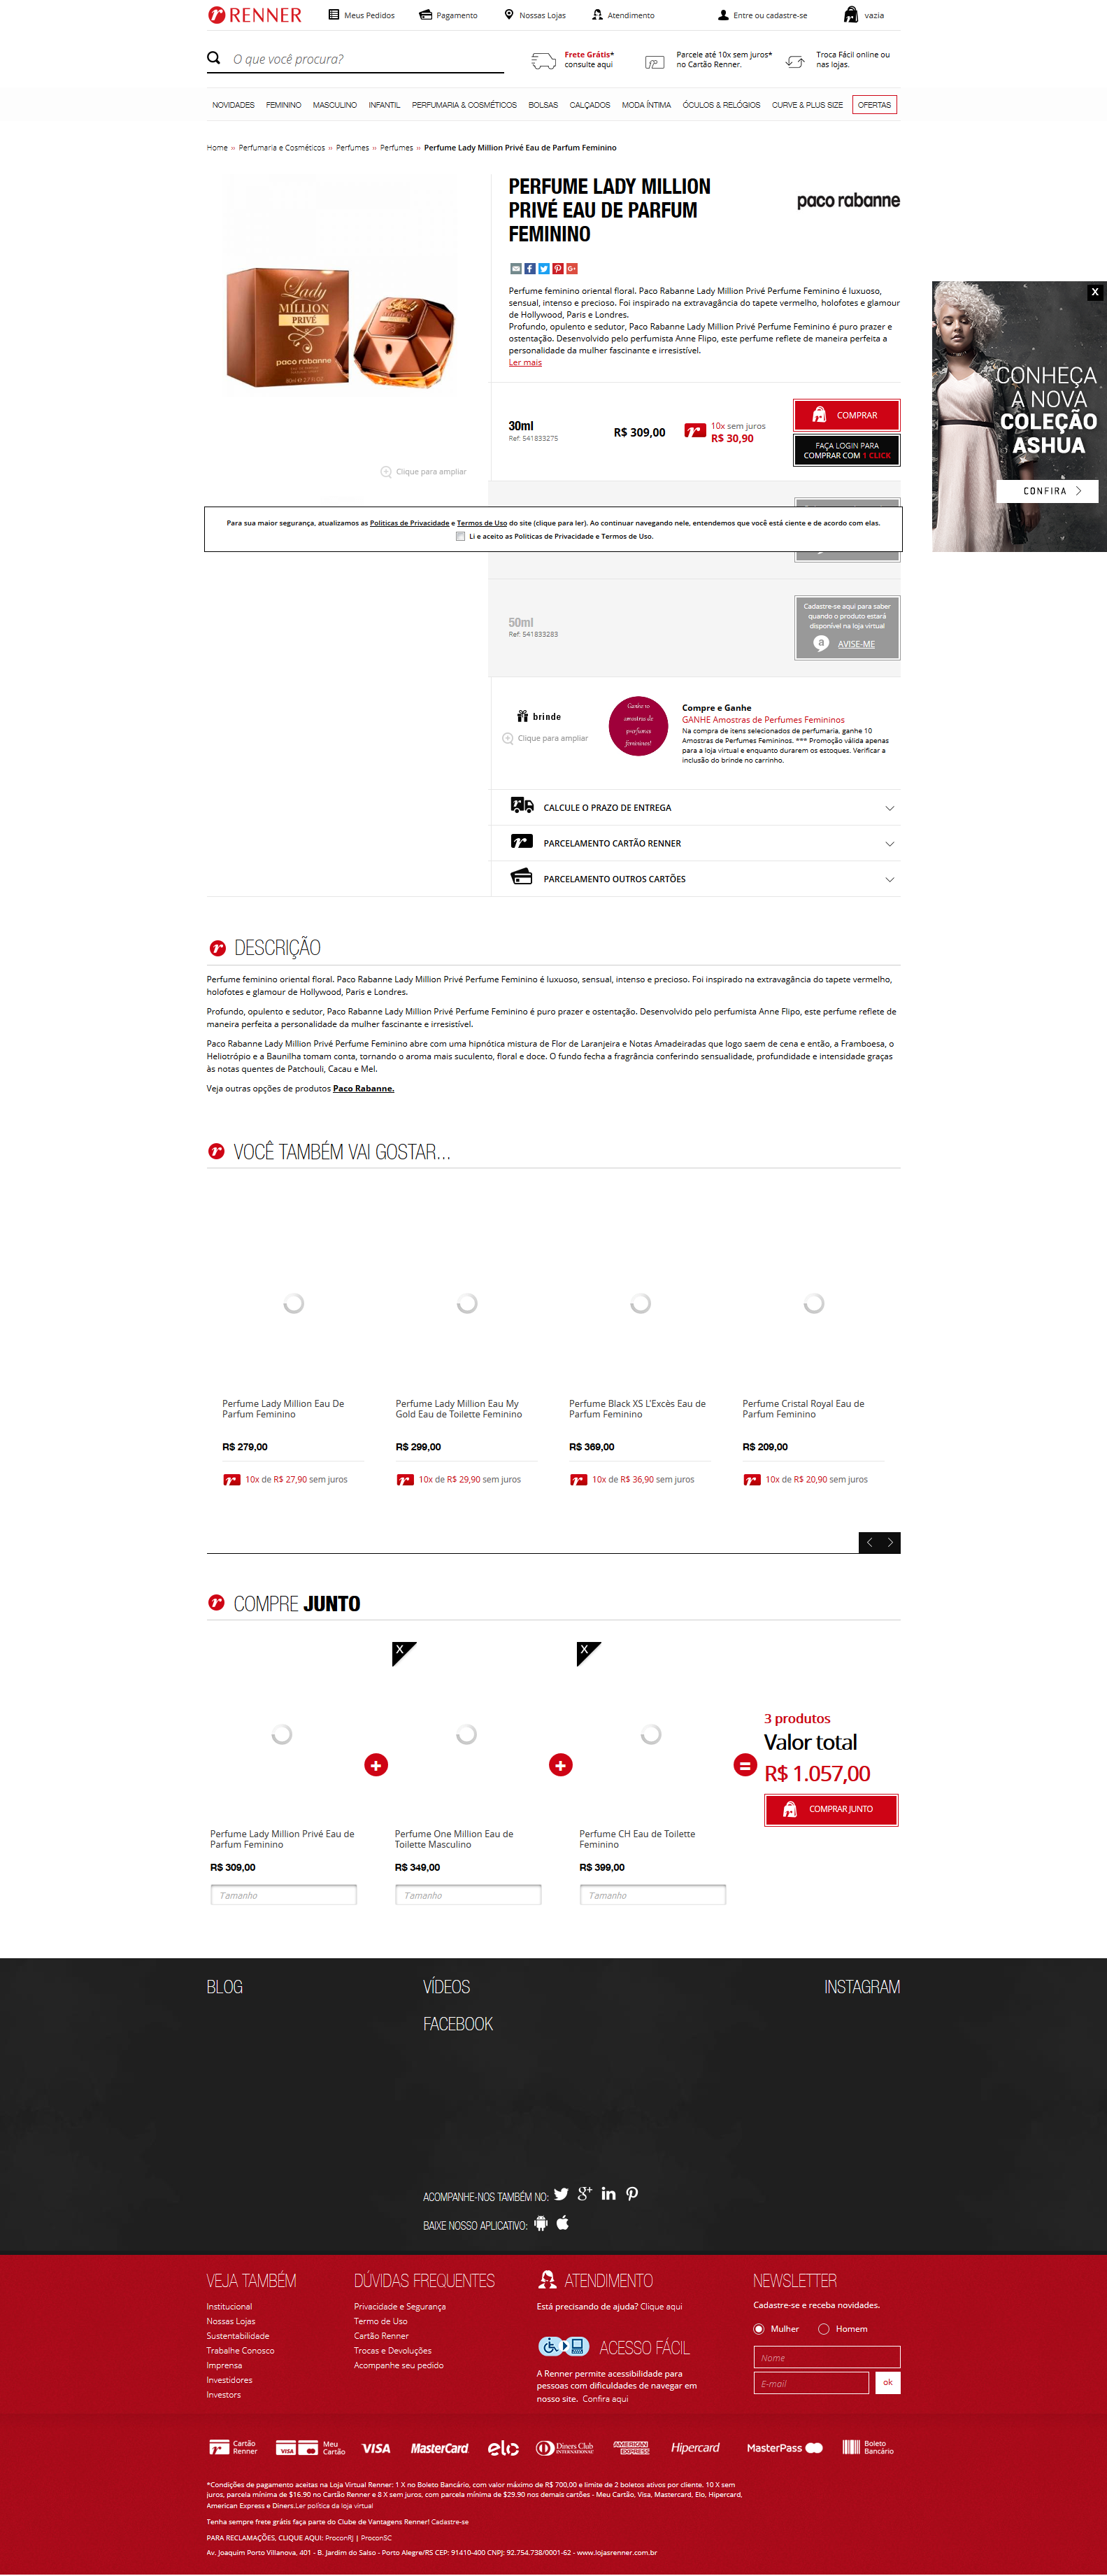 RENNER
Meus Pedidos
Pagamento
Nossas Lojas
Atendimento
Entre ou cadastre-se
vazia
O que você procura?
Frete Grátis*
consulte aqui
Parcele até 10x sem juros*
no Cartão Renner.
Troca Fácil online ou
nas lojas.
NOVIDADES FEMININO MASCULINO INFANTIL PERFUMARIA & COSMÉTICOS BOLSAS CALÇADOS MODA ÍNTIMA ÓCULOS & RELÓGIOS CURVE & PLUS SIZE OFERTAS
Home » Perfumaria e Cosméticos » Perfumes » Perfumes » Perfume Lady Million Privé Eau de Parfum Feminino
Lady
MILLION
PRIVÉ
paco rabanne
Clique para ampliar
PERFUME LADY MILLION
PRIVÉ EAU DE PARFUM
FEMININO
paco rabanne
Perfume feminino oriental floral. Paco Rabanne Lady Million Privé Perfume Feminino é luxuoso,
sensual, intenso e precioso. Foi inspirado na extravagância do tapete vermelho, holofotes e glamour
de Hollywood, Paris e Londres.
Profundo, opulento e sedutor, Paco Rabanne Lady Million Privé Perfume Feminino é puro prazer e
ostentação. Desenvolvido pelo perfumista Anne Flipo, este perfume reflete de maneira perfeita a
personalidade da mulher fascinante e irresistível.
Ler mais
30ml
Ref: 541833275
R$ 309,00
10x sem juros
R$ 30,90
COMPRAR
FAÇA LOGIN PARA
COMPRAR COM 1 CLICK
X
CONHEÇA
A NOVA
COLEÇÃO
ASHUA
CONFIRA
Para sua maior segurança, atualizamos as Politicas de Privacidade e Termos de Uso do site (clique para ler). Ao continuar navegando nele, entendemos que você está ciente e de acordo com elas.
Li e aceito as Politicas de Privacidade e Termos de Uso.
50ml
Ref: 541833283
Cadastre-se aqui para saber
quando o produto estará
disponível na loja virtual
AVISE-ME
brinde
Clique para ampliar
Ganhe 10
amostras de
perfumes
femininos!
Compre e Ganhe
GANHE Amostras de Perfumes Femininos
Na compra de itens selecionados de perfumaria, ganhe 10
Amostras de Perfumes Femininos. *** Promoção válida apenas
para a loja virtual e enquanto durarem os estoques. Verificar a
inclusão do brinde no carrinho.
CALCULE O PRAZO DE ENTREGA
PARCELAMENTO CARTÃO RENNER
PARCELAMENTO OUTROS CARTÕES
DESCRIÇÃO
Perfume feminino oriental floral. Paco Rabanne Lady Million Privé Perfume Feminino é luxuoso, sensual, intenso e precioso. Foi inspirado na extravagância do tapete vermelho,
holofotes e glamour de Hollywood, Paris e Londres.
Profundo, opulento e sedutor, Paco Rabanne Lady Million Privé Perfume Feminino é puro prazer e ostentação. Desenvolvido pelo perfumista Anne Flipo, este perfume reflete de
maneira perfeita a personalidade da mulher fascinante e irresistível.
Paco Rabanne Lady Million Privé Perfume Feminino abre com uma hipnótica mistura de Flor de Laranjeira e Notas Amadeiradas que logo saem de cena e então, a Framboesa, o
Heliotrópio e a Baunilha tomam conta, tornando o aroma mais suculento, floral e doce. O fundo fecha a fragrância conferindo sensualidade, profundidade e intensidade graças
às notas quentes de Patchouli, Cacau e Mel.
Veja outras opções de produtos Paco Rabanne.
VOCÊ TAMBÉM VAI GOSTAR...
Perfume Lady Million Eau De
Parfum Feminino
R$ 279,00
10x de R$ 27,90 sem juros
Perfume Lady Million Eau My
Gold Eau de Toilette Feminino
R$ 299,00
10x de R$ 29,90 sem juros
Perfume Black XS L'Excès Eau de
Parfum Feminino
R$ 369,00
10x de R$ 36,90 sem juros
Perfume Cristal Royal Eau de
Parfum Feminino
R$ 209,00
10x de R$ 20,90 sem juros
COMPRE JUNTO
X
X
Perfume Lady Million Privé Eau de
Parfum Feminino
R$ 309,00
Tamanho
Perfume One Million Eau de
Toilette Masculino
R$ 349,00
Tamanho
Perfume CH Eau de Toilette
Feminino
R$ 399,00
Tamanho
3 produtos
Valor total
R$ 1.057,00
COMPRAR JUNTO
BLOG
VÍDEOS
FACEBOOK
INSTAGRAM
ACOMPANHE-NOS TAMBÉM NO:
BAIXE NOSSO APLICATIVO:
VEJA TAMBÉM
Institucional
Nossas Lojas
Sustentabilidade
Trabalhe Conosco
Imprensa
Investidores
Investors
DÚVIDAS FREQUENTES
Privacidade e Segurança
Termo de Uso
Cartão Renner
Trocas e Devoluções
Acompanhe seu pedido
ATENDIMENTO
Está precisando de ajuda? Clique aqui
ACESSO FÁCIL
A Renner permite acessibilidade para
pessoas com dificuldades de navegar em
nosso site. Confira aqui
NEWSLETTER
Cadastre-se e receba novidades.
Mulher
Homem
Nome
E-mail
ok
Cartão
Renner
VISA
Meu
Cartão
VISA
MasterCard
elo
Diners Club
INTERNATIONAL
AMERICAN
EXPRESS
Hipercard
MasterPass
Boleto
Bancário
*Condições de pagamento aceitas na Loja Virtual Renner: 1 X no Boleto Bancário, com valor máximo de R$ 700,00 e limite de 2 boletos ativos por cliente. 10 X sem
juros, parcela mínima de $16.90 no Cartão Renner e 8 X sem juros, com parcela mínima de $29.90 nos demais cartões - Meu Cartão, Visa, Mastercard, Elo, Hipercard,
American Express e Diners.Ler política da loja virtual
Tenha sempre frete grátis faça parte do Clube de Vantagens Renner! Cadastre-se
PARA RECLAMAÇÕES, CLIQUE AQUI: ProconRJ | ProconSC
Av. Joaquim Porto Villanova, 401 - B. Jardim do Salso - Porto Alegre/RS CEP: 91410-400 CNPJ: 92.754.738/0001-62 - www.lojasrenner.com.br